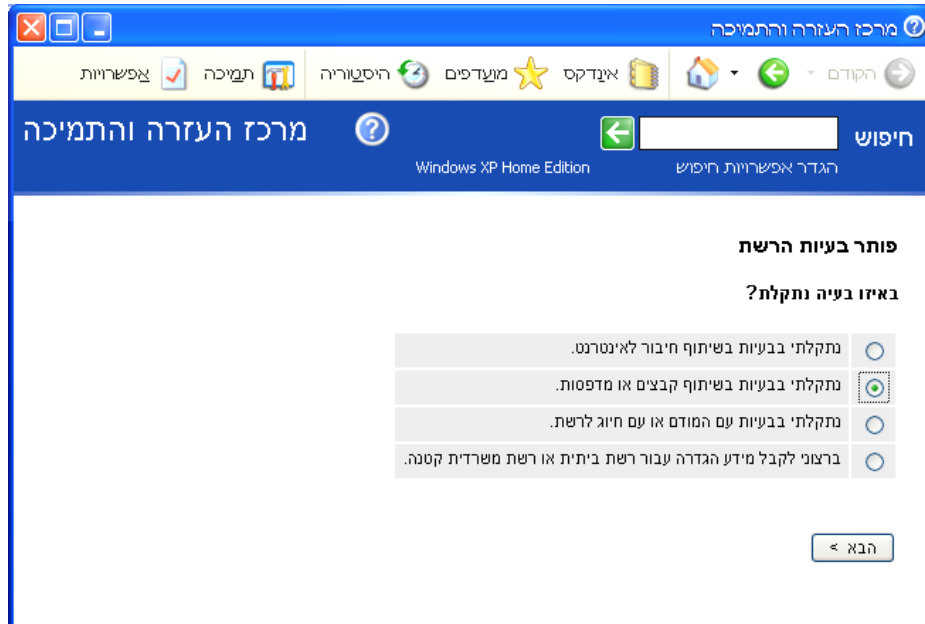 מרכז העזרה והתמיכה
הקודם אינדקס מועדפים היסטוריה תמיכה אפשרויות
חיפוש מרכז העזרה והתמיכה
הגדר אפשרויות חיפוש Windows XP Home Edition
פותר בעיות הרשת
באיזו בעיה נתקלת?
נתקלתי בבעיות בשיתוף חיבור לאינטרנט.
נתקלתי בבעיות בשיתוף קבצים או מדפסות.
נתקלתי בבעיות עם המודם או עם חיוג לרשת.
ברצוני לקבל מידע הגדרה עבור רשת ביתית או רשת משרדית קטנה.
הבא >